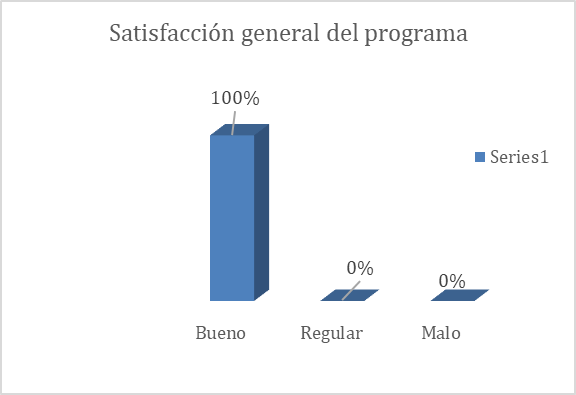 Satisfacción general del programa
100%
Series1
0%
0%
Bueno
Regular
Malo